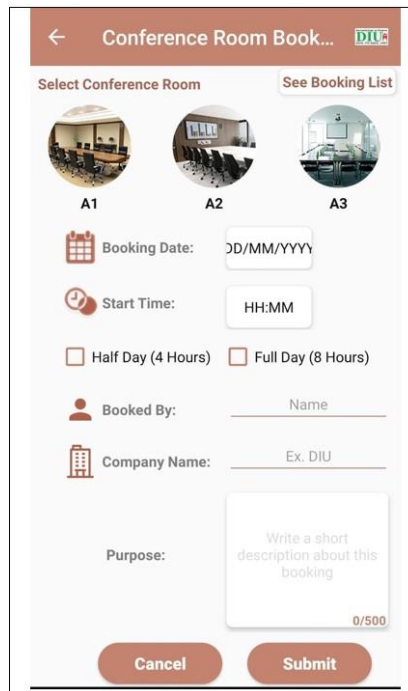 Conference Room Book...
DIU
Select Conference Room
See Booking List
A1
A2
A3
Booking Date:
DD/MM/YYYY
Start Time:
HH:MM
Half Day (4 Hours)
Full Day (8 Hours)
Booked By:
Name
Company Name:
Ex. DIU
Purpose:
Write a short
description about this
booking
0/500
Cancel
Submit